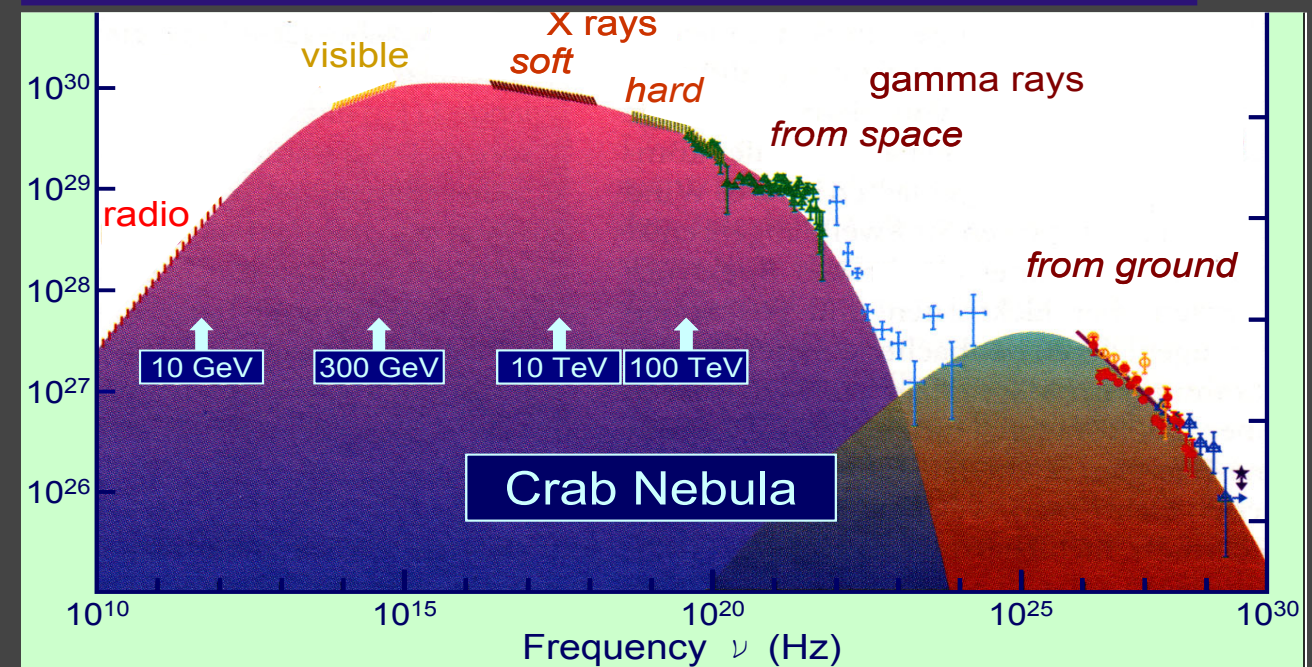 X rays
visible
soft
hard
gamma rays
from space
radio
from ground
10³⁰
10²⁹
10²⁸
10²⁷
10²⁶
10 GeV
300 GeV
10 TeV
100 TeV
Crab Nebula
10¹⁰
10¹⁵
10²⁰
10²⁵
10³⁰
Frequency ν (Hz)